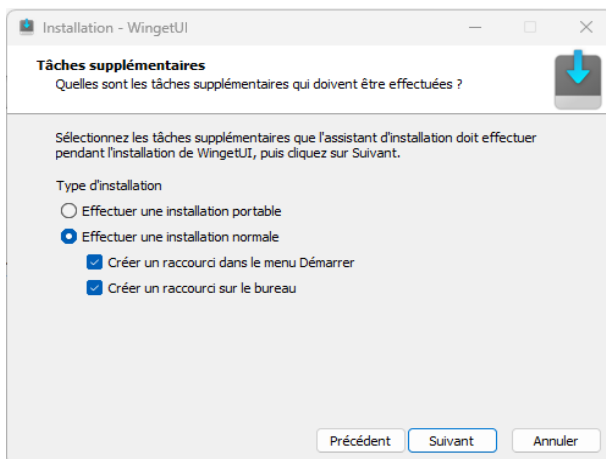 Installation - WingetUI
Tâches supplémentaires
Quelles sont les tâches supplémentaires qui doivent être effectuées ?
Sélectionnez les tâches supplémentaires que l'assistant d'installation doit effectuer
pendant l'installation de WingetUI, puis cliquez sur Suivant.
Type d'installation
Effectuer une installation portable
Effectuer une installation normale
Créer un raccourci dans le menu Démarrer
Créer un raccourci sur le bureau
Précédent Suivant Annuler